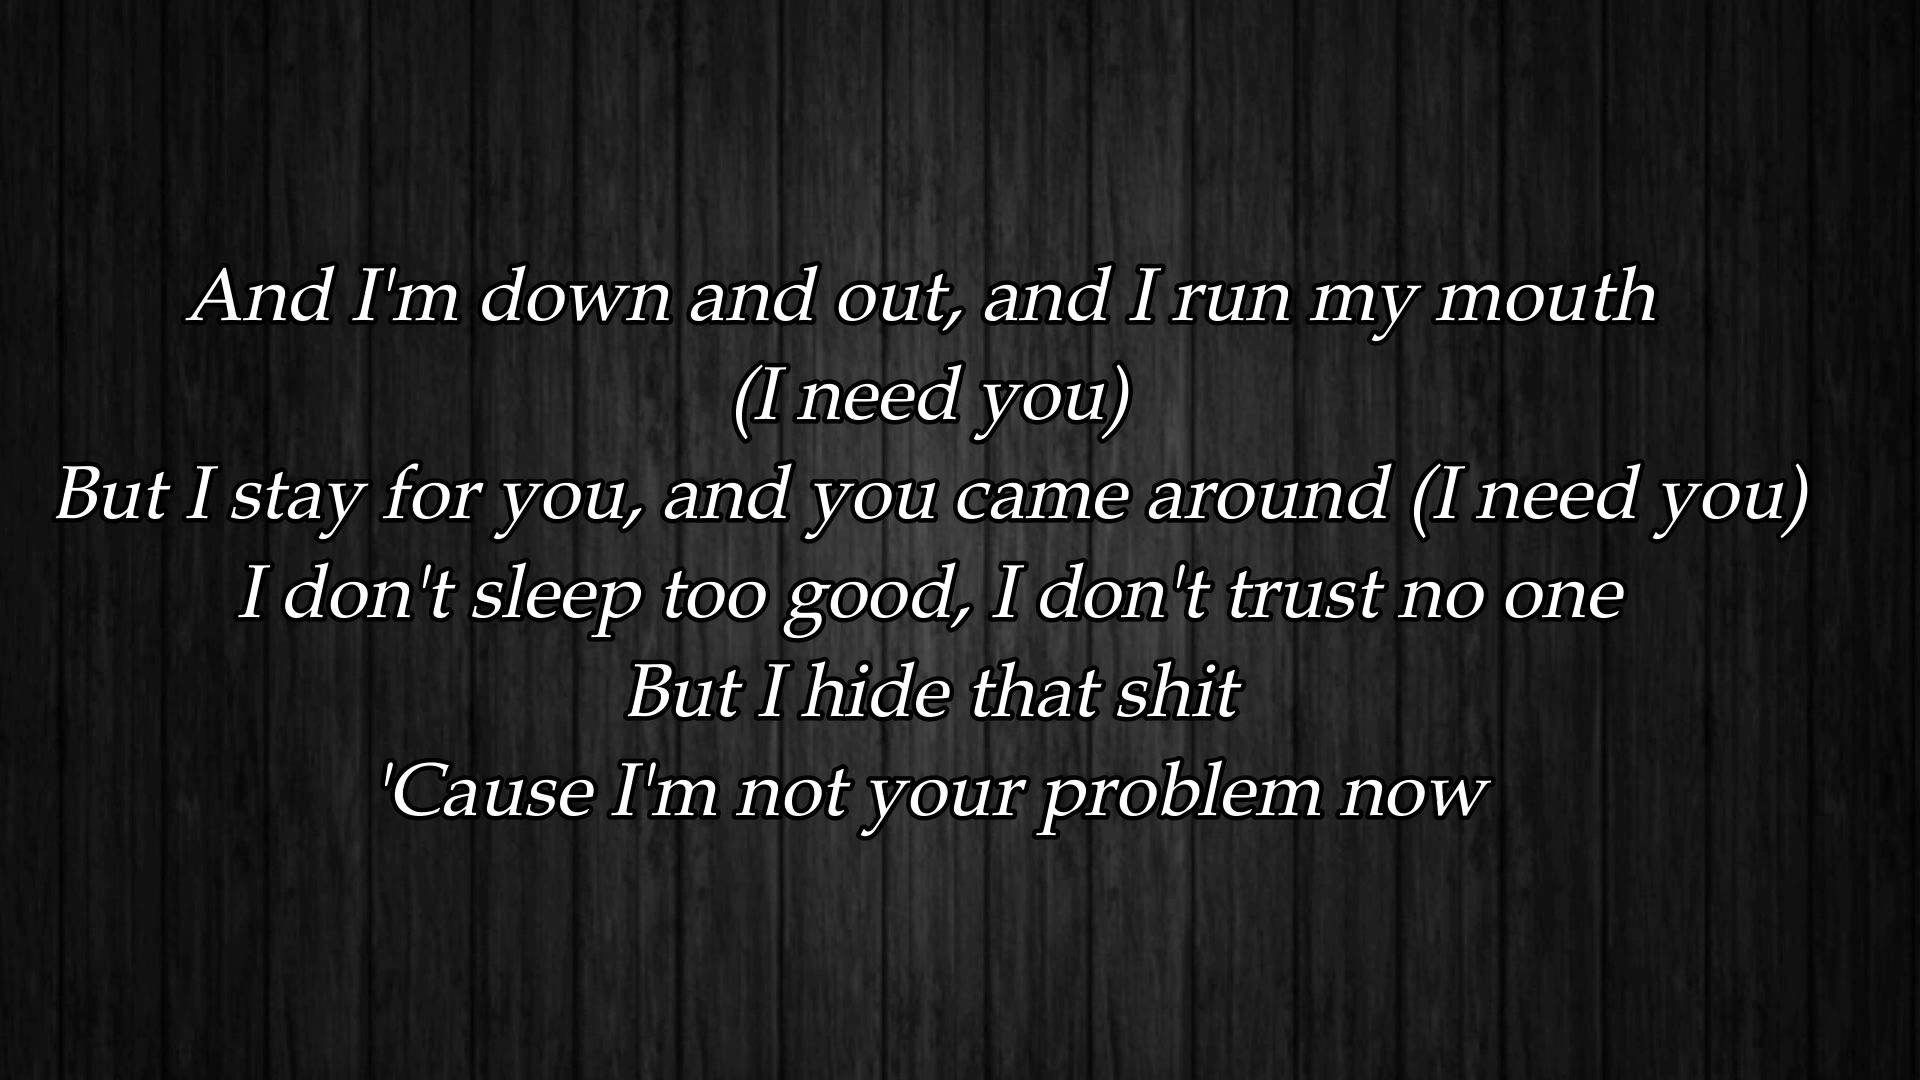 And I'm down and out, and I run my mouth
(I need you)
But I stay for you, and you came around (I need you)
I don't sleep too good, I don't trust no one
But I hide that shit
'Cause I'm not your problem now